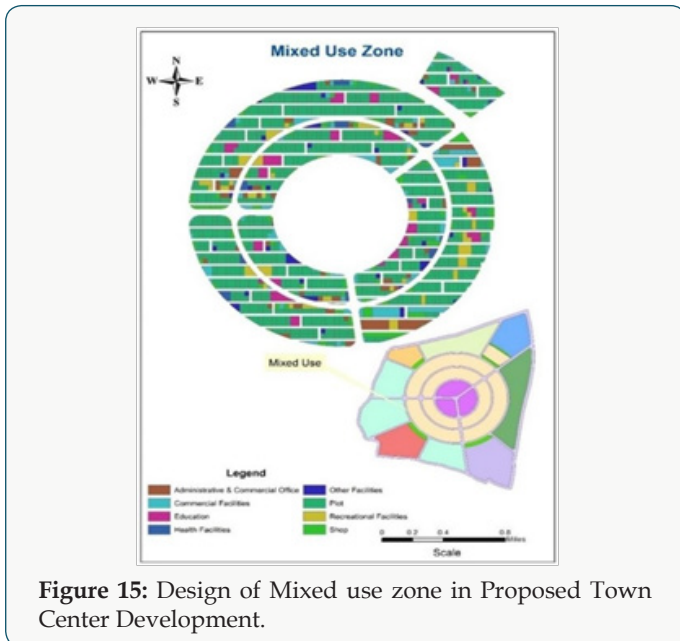 Mixed Use Zone
N
W E
S
Mixed Use
Legend
Administrative & Commercial Office
Commercial Facilities
Education
Health Facilities
Other Facilities
Plot
Recreational Facilities
Shop
0 0.2 0.4 0.8
Miles
Scale
Figure 15: Design of Mixed use zone in Proposed Town
Center Development.